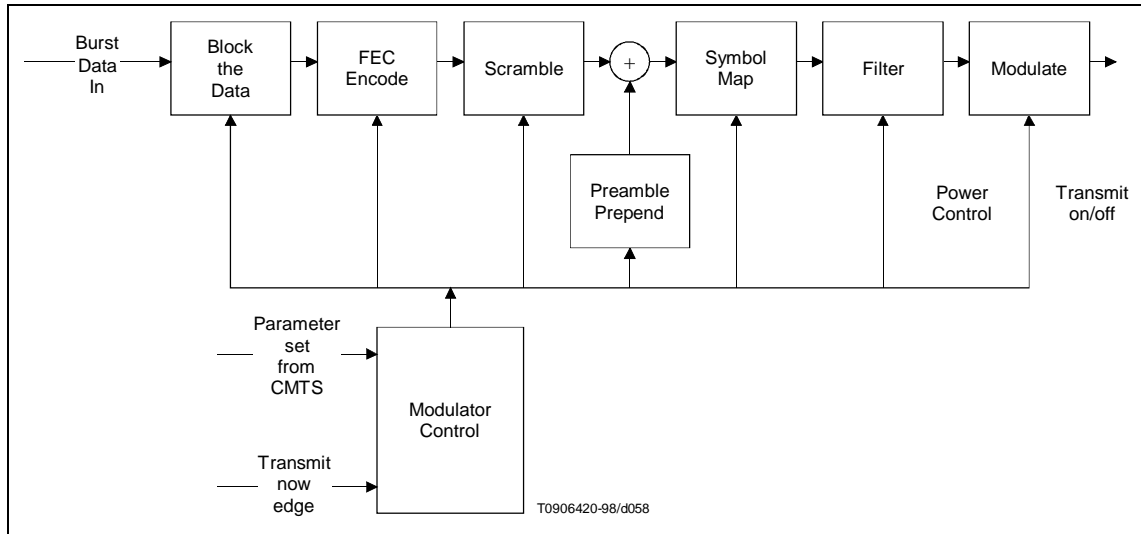 Burst
Data
In
Block
the
Data
FEC
Encode
Scramble
+
Symbol
Map
Filter
Modulate
Preamble
Prepend
Power
Control
Transmit
on/off
Parameter
set
from
CMTS
Modulator
Control
Transmit
now
edge
T0906420-98/d058